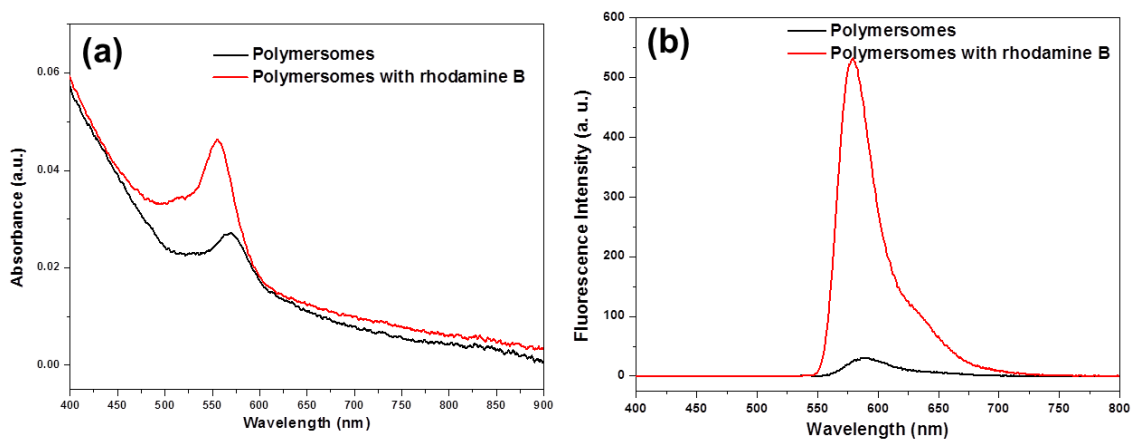 (a)
Polymersomes
Polymersomes with rhodamine B
Absorbance (a.u.)
0.06
0.04
0.02
0.00
400 450 500 550 600 650 700 750 800 850 900
Wavelength (nm)
(b)
Polymersomes
Polymersomes with rhodamine B
Fluorescence Intensity (a. u.)
600
500
400
300
200
100
0
400 450 500 550 600 650 700 750 800
Wavelength (nm)